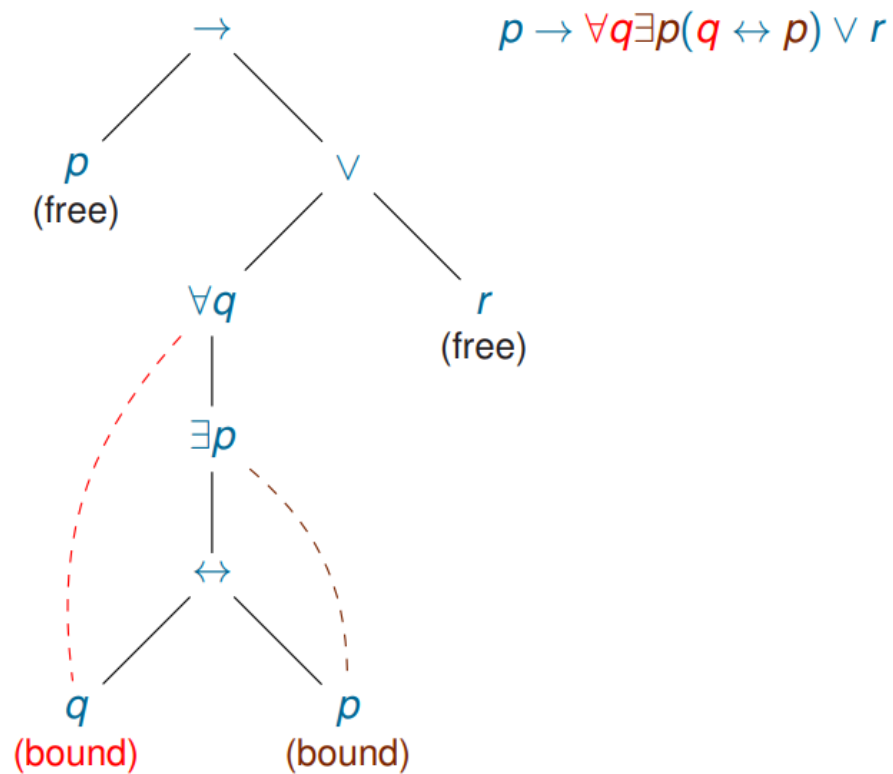 → p → ∀q∃p(q ↔ p) ∨ r
p ∨
(free)
∀q r
(free)
∃p
↔
q p
(bound) (bound)